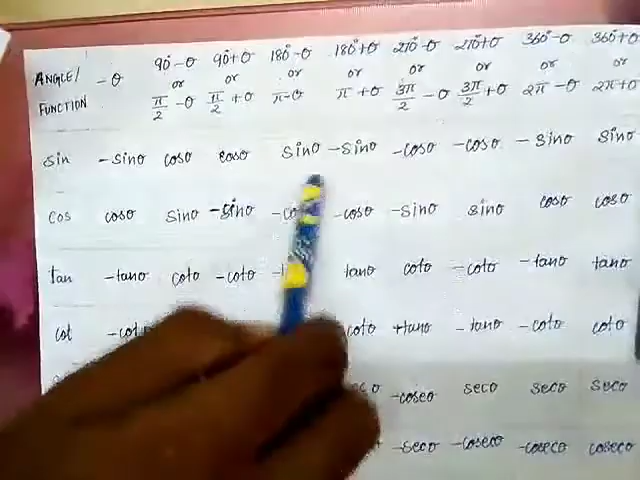 ANGLE/ -θ 90°-θ 90°+θ 180°-θ 180°+θ 270°-θ 270°+θ 360°-θ 360°+θ
or or or or or or or or
FUNCTION π/2 -θ π/2 +θ π-θ π+θ 3π/2 -θ 3π/2 +θ 2π-θ 2π+θ
sin -sinθ cosθ cosθ sinθ -sinθ -cosθ -cosθ -sinθ sinθ
cos cosθ sinθ -sinθ -co -cosθ -sinθ sinθ cosθ cosθ
tan -tanθ cotθ -cotθ tanθ cotθ -cotθ -tanθ tanθ
cot -cot cotθ +tanθ -tanθ -cotθ cotθ
-cosecθ secθ secθ secθ
-secθ -cosecθ -cosecθ cosecθ